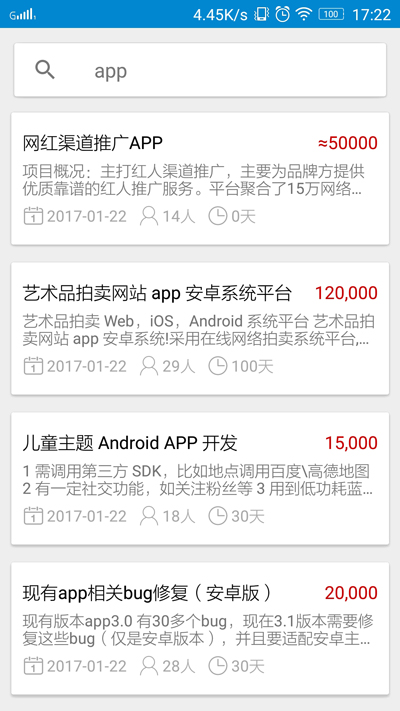 G 4.45K/s 100 17:22
app
网红渠道推广APP ≈50000
项目概况：主打红人渠道推广，主要为品牌方提供
优质靠谱的红人推广服务。平台聚合了15万网络...
1 2017-01-22 14人 0天
艺术品拍卖网站 app 安卓系统平台 120,000
艺术品拍卖 Web，iOS，Android 系统平台 艺术品拍
卖网站 app 安卓系统!采用在线网络拍卖系统平台,...
1 2017-01-22 29人 100天
儿童主题 Android APP 开发 15,000
1 需调用第三方 SDK，比如地点调用百度\高德地图
2 有一定社交功能，如关注粉丝等 3 用到低功耗蓝...
1 2017-01-22 18人 30天
现有app相关bug修复（安卓版） 20,000
现有版本app3.0 有30多个bug，现在3.1版本需要修
复这些bug（仅是安卓版本），并且要适配安卓主...
1 2017-01-22 28人 30天